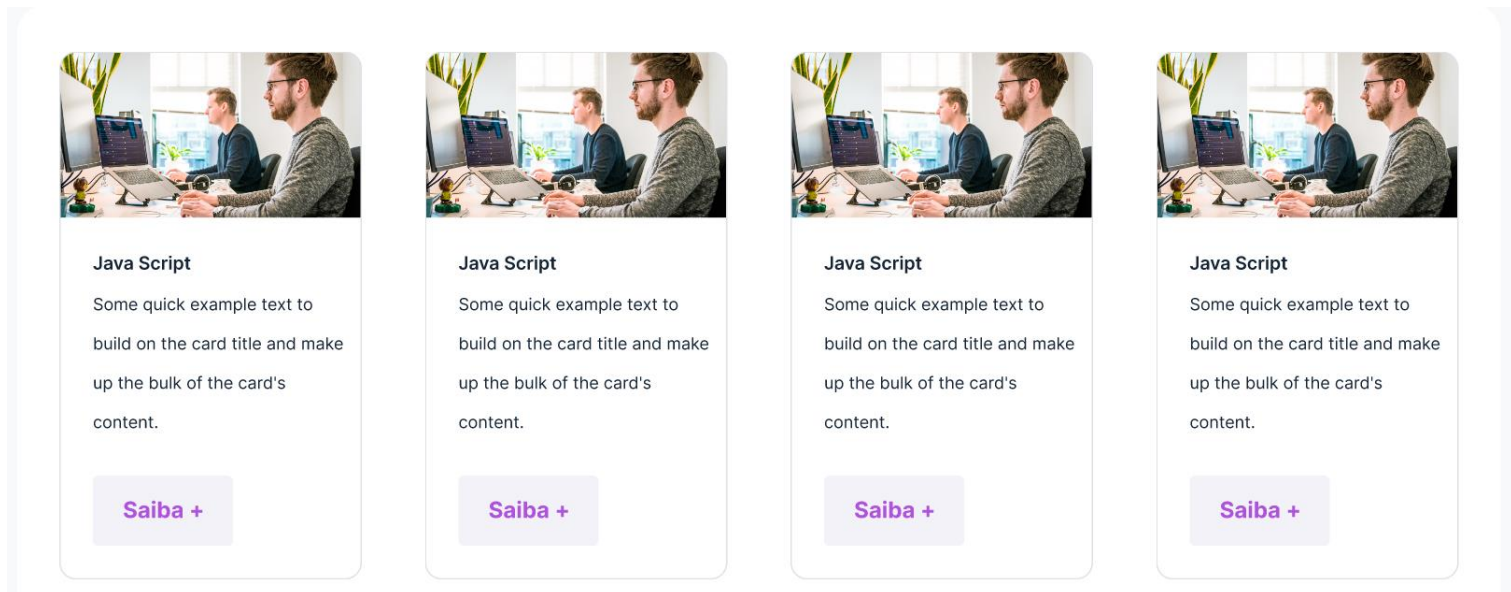 Java Script
Some quick example text to
build on the card title and make
up the bulk of the card's
content.
Saiba +
Java Script
Some quick example text to
build on the card title and make
up the bulk of the card's
content.
Saiba +
Java Script
Some quick example text to
build on the card title and make
up the bulk of the card's
content.
Saiba +
Java Script
Some quick example text to
build on the card title and make
up the bulk of the card's
content.
Saiba +